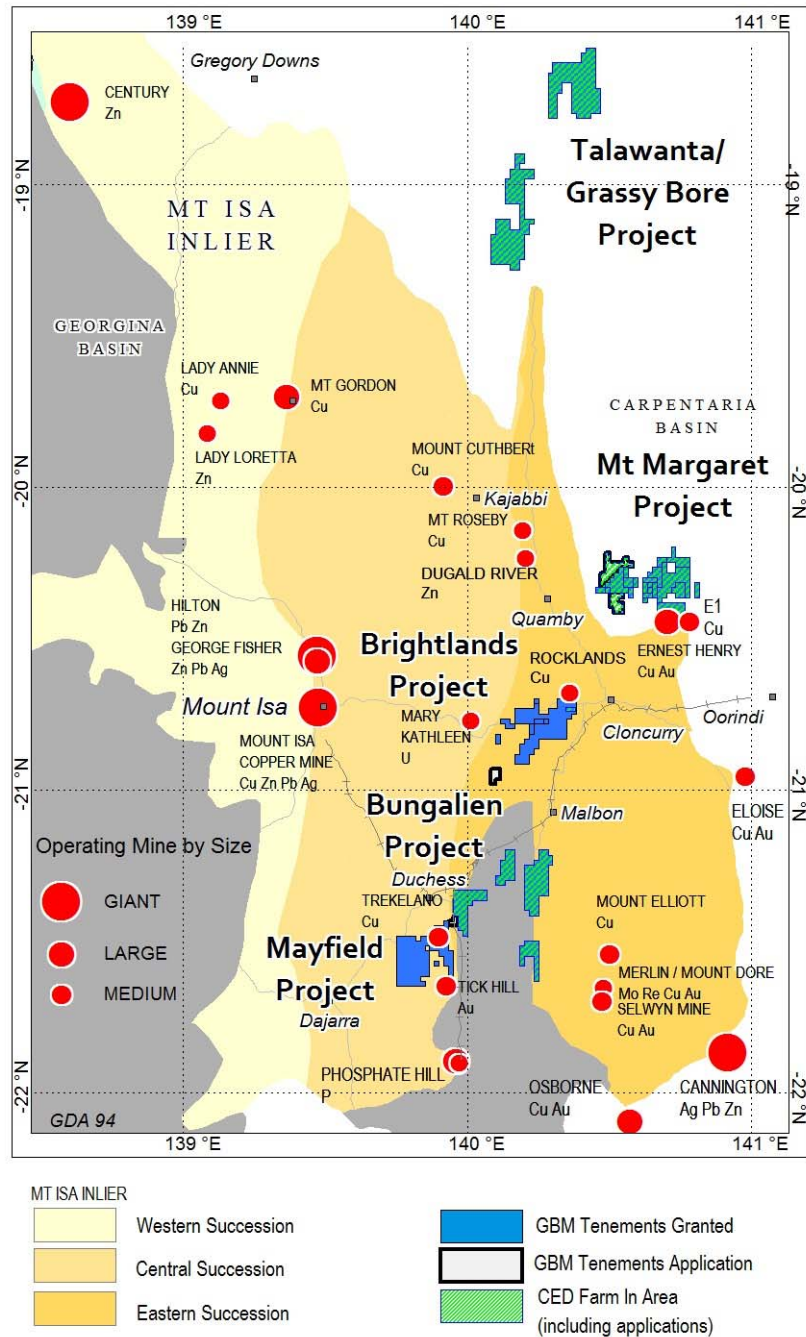 139 °E
140 °E
141 °E
Gregory Downs
CENTURY
Zn
Talawanta/
Grassy Bore
Project
-19 °N
-19 °N
MT ISA
INLIER
GEORGINA
BASIN
LADY ANNIE
Cu
MT GORDON
Cu
CARPENTARIA
BASIN
LADY LORETTA
Zn
MOUNT CUTHBERt
Cu
Mt Margaret
Project
-20 °N
-20 °N
Kajabbi
MT ROSEBY
Cu
DUGALD RIVER
Zn
HILTON
Pb Zn
GEORGE FISHER
Zn Pb Ag
Quamby
E1
Cu
ERNEST HENRY
Cu Au
Brightlands
Project
ROCKLANDS
Cu
Mount Isa
MARY
KATHLEEN
U
Cloncurry
Oorindi
MOUNT ISA
COPPER MINE
Cu Zn Pb Ag
-21 °N
-21 °N
ELOISE
Cu Au
Bungalien
Project
Malbon
Operating Mine by Size
GIANT
LARGE
MEDIUM
Duchess
TREKELANO
Cu
MOUNT ELLIOTT
Cu
Mayfield
Project
MERLIN / MOUNT DORE
Mo Re Cu Au
SELWYN MINE
Cu Au
TICK HILL
Au
Dajarra
PHOSPHATE HILL
P
OSBORNE
Cu Au
CANNINGTON
Ag Pb Zn
-22 °N
-22 °N
GDA 94
139 °E
140 °E
141 °E
MT ISA INLIER
Western Succession
Central Succession
Eastern Succession
GBM Tenements Granted
GBM Tenements Application
CED Farm In Area
(including applications)